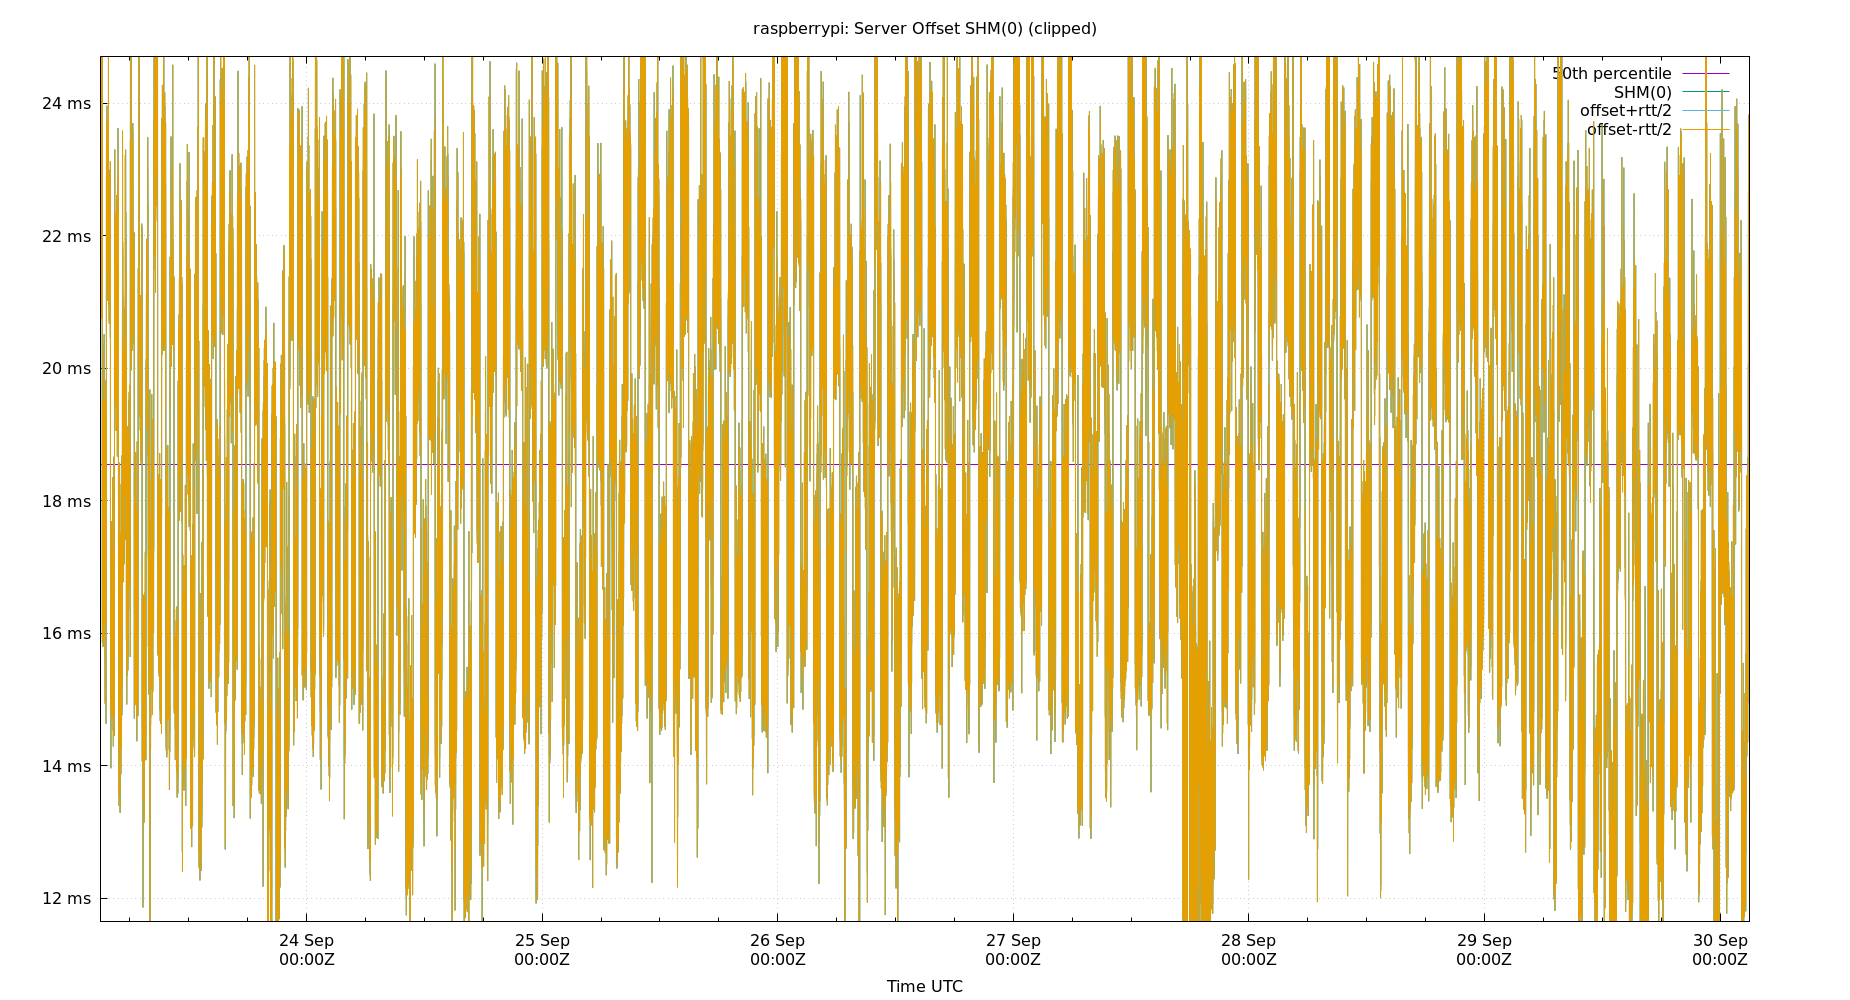 raspberrypi: Server Offset SHM(0) (clipped)
50th percentile
SHM(0)
offset+rtt/2
offset-rtt/2
24 ms
22 ms
20 ms
18 ms
16 ms
14 ms
12 ms
24 Sep 25 Sep 26 Sep 27 Sep 28 Sep 29 Sep 30 Sep
00:00Z 00:00Z 00:00Z 00:00Z 00:00Z 00:00Z 00:00Z
Time UTC